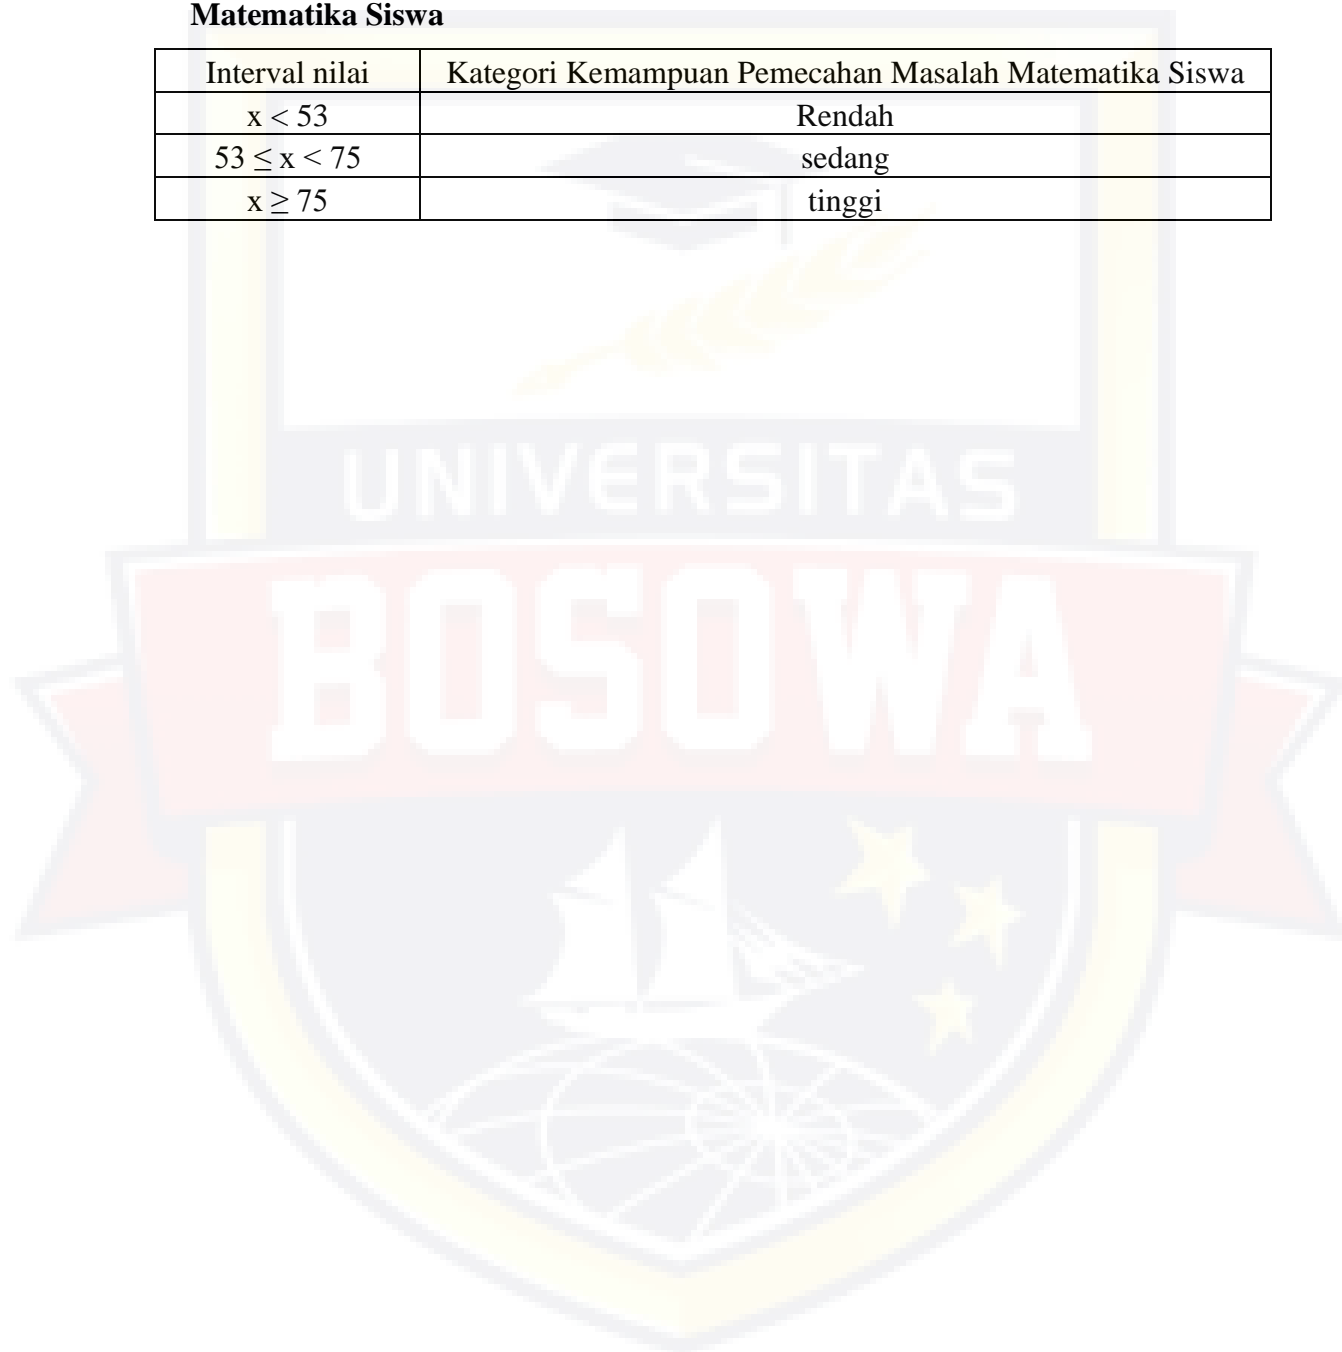 Matematika Siswa
Interval nilai Kategori Kemampuan Pemecahan Masalah Matematika Siswa
x < 53 Rendah
53 ≤ x < 75 sedang
x ≥ 75 tinggi
UNIVERSITAS
BOSOWA